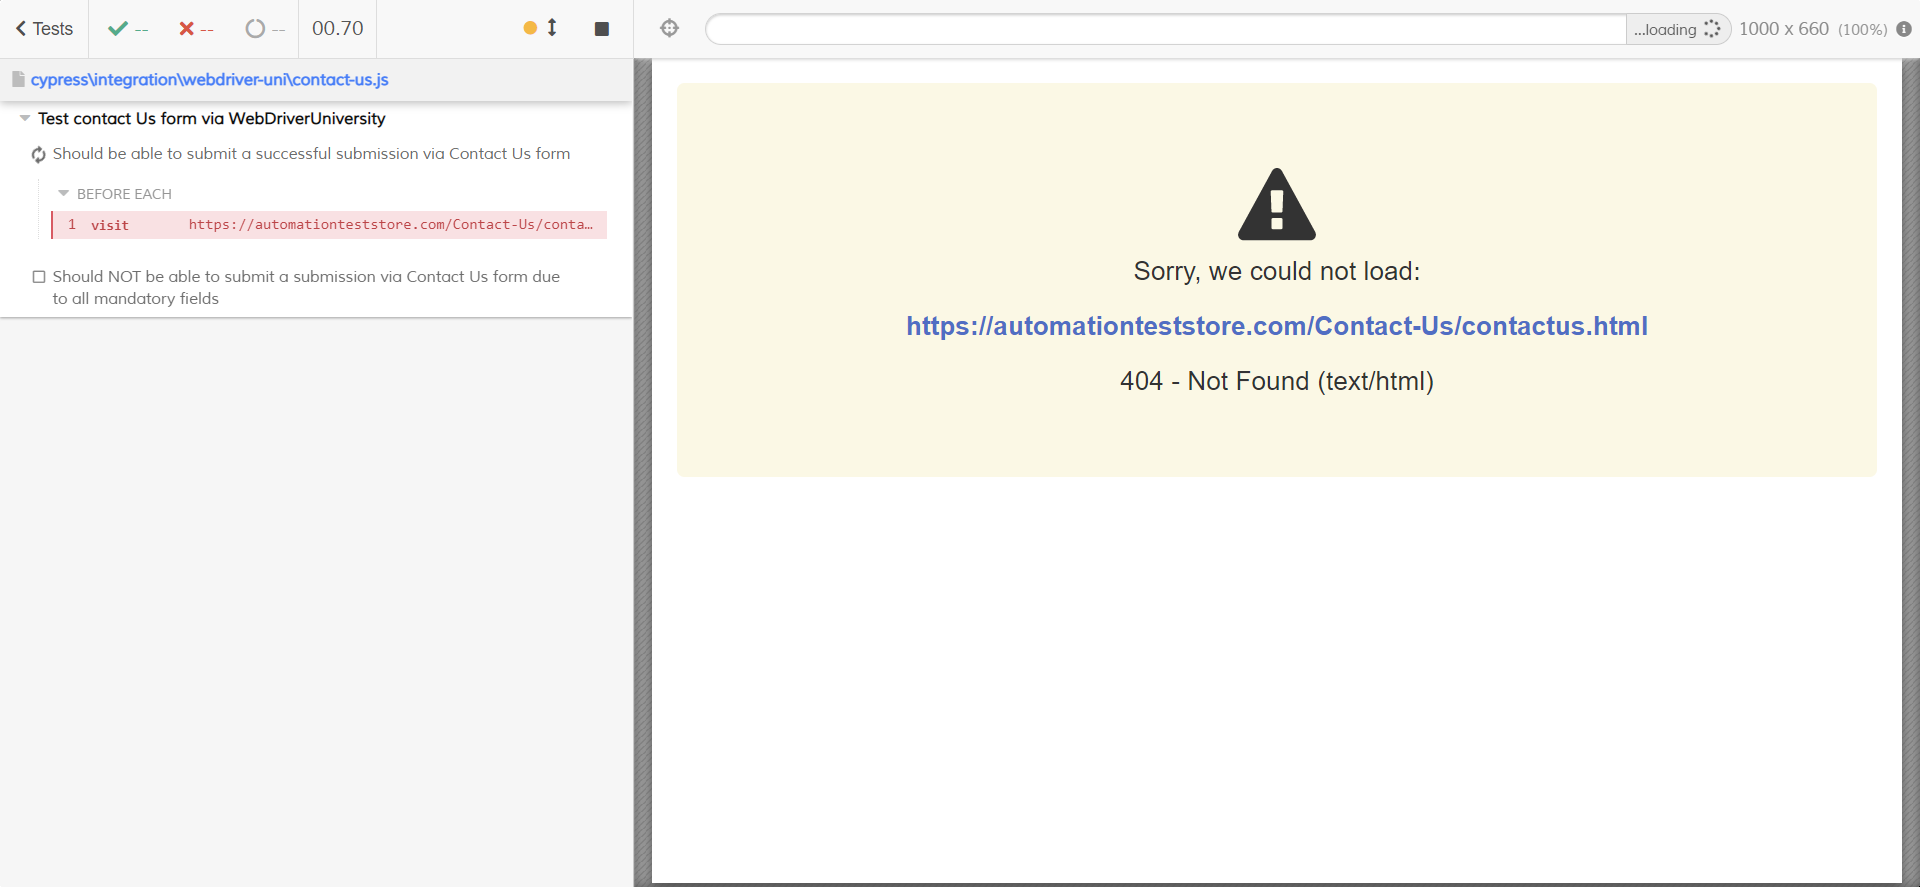 Tests -- -- -- 00.70
...loading 1000 x 660 (100%)
cypress\integration\webdriver-uni\contact-us.js
Test contact Us form via WebDriverUniversity
Should be able to submit a successful submission via Contact Us form
BEFORE EACH
1 visit https://automationteststore.com/Contact-Us/conta…
Should NOT be able to submit a submission via Contact Us form due
to all mandatory fields
Sorry, we could not load:
https://automationteststore.com/Contact-Us/contactus.html
404 - Not Found (text/html)